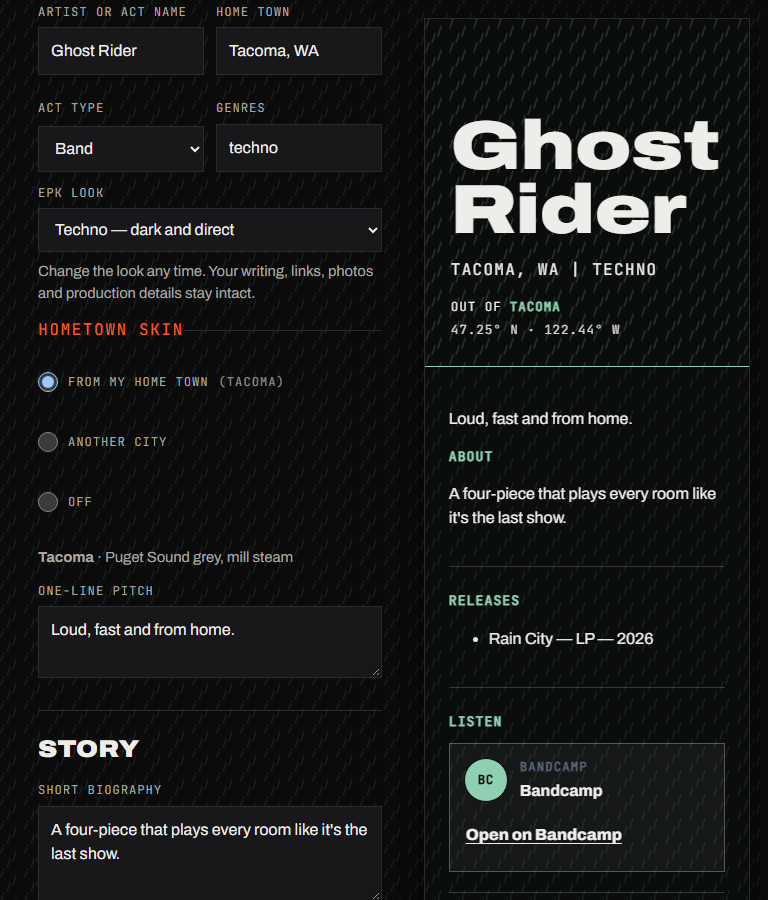 ARTIST OR ACT NAME
HOME TOWN
Ghost Rider
Tacoma, WA
ACT TYPE
GENRES
Band
techno
EPK LOOK
Techno — dark and direct
Change the look any time. Your writing, links, photos
and production details stay intact.
HOMETOWN SKIN
FROM MY HOME TOWN (TACOMA)
ANOTHER CITY
OFF
Tacoma · Puget Sound grey, mill steam
ONE-LINE PITCH
Loud, fast and from home.
STORY
SHORT BIOGRAPHY
A four-piece that plays every room like it's the
last show.
Ghost
Rider
TACOMA, WA | TECHNO
OUT OF TACOMA
47.25° N · 122.44° W
Loud, fast and from home.
ABOUT
A four-piece that plays every room like
it's the last show.
RELEASES
• Rain City — LP — 2026
LISTEN
BC
BANDCAMP
Bandcamp
Open on Bandcamp